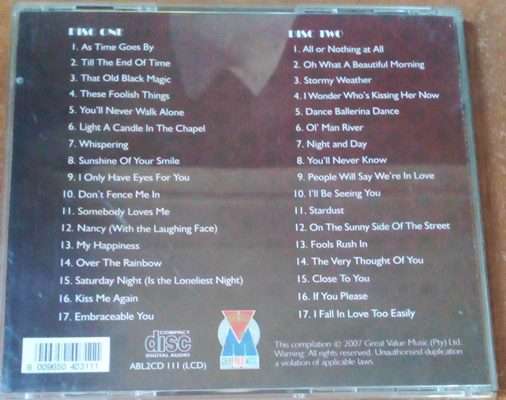 DISC ONE
1. As Time Goes By
2. Till The End Of Time
3. That Old Black Magic
4. These Foolish Things
5. You'll Never Walk Alone
6. Light A Candle In The Chapel
7. Whispering
8. Sunshine Of Your Smile
9. I Only Have Eyes For You
10. Don't Fence Me In
11. Somebody Loves Me
12. Nancy (With the Laughing Face)
13. My Happiness
14. Over The Rainbow
15. Saturday Night (Is the Loneliest Night)
16. Kiss Me Again
17. Embraceable You
DISC TWO
1. All or Nothing at All
2. Oh What A Beautiful Morning
3. Stormy Weather
4. I Wonder Who's Kissing Her Now
5. Dance Ballerina Dance
6. Ol' Man River
7. Night and Day
8. You'll Never Know
9. People Will Say We're In Love
10. I'll Be Seeing You
11. Stardust
12. On The Sunny Side Of The Street
13. Fools Rush In
14. The Very Thought Of You
15. Close To You
16. If You Please
17. I Fall In Love Too Easily
COMPACT
disc
DIGITAL AUDIO
ABL2CD 111 (LCD)
This compilation © 2007 Great Value Music (Pty) Ltd.
Warning: All rights reserved. Unauthorised duplication
a violation of applicable laws.